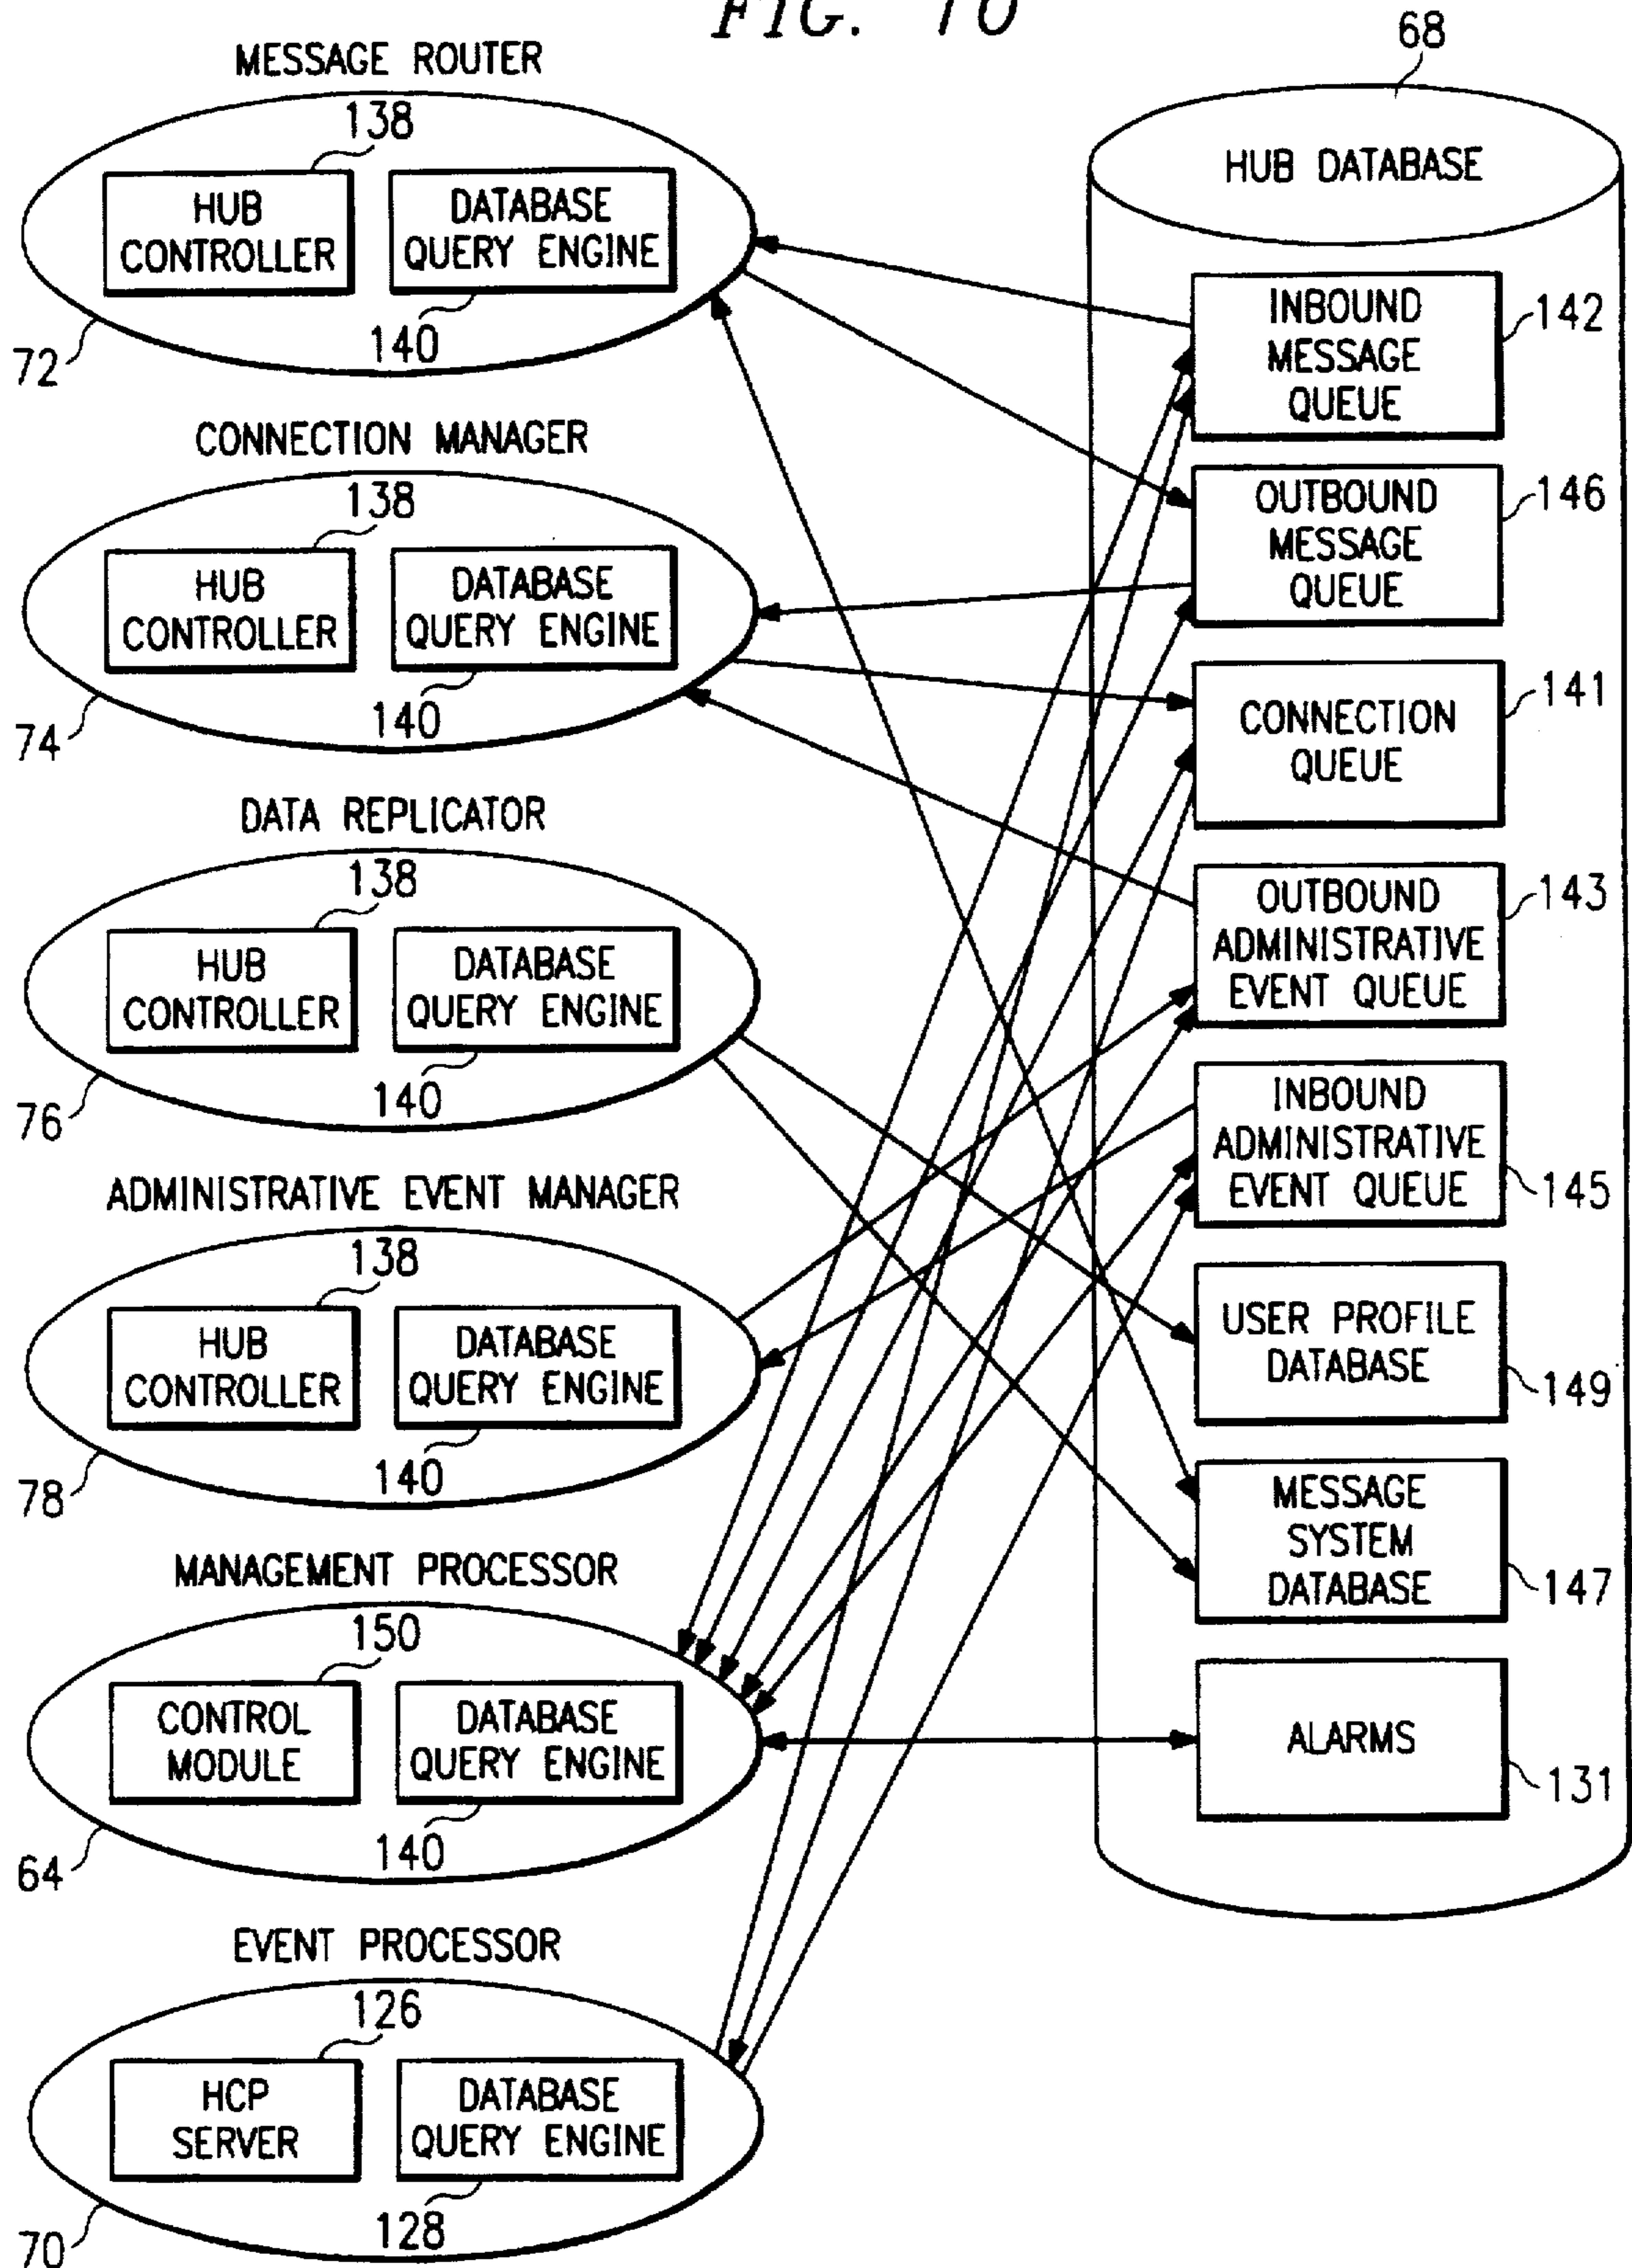 FIG. 10
68
MESSAGE ROUTER
138
HUB
CONTROLLER
DATABASE
QUERY ENGINE
140
72
CONNECTION MANAGER
138
HUB
CONTROLLER
DATABASE
QUERY ENGINE
140
74
DATA REPLICATOR
138
HUB
CONTROLLER
DATABASE
QUERY ENGINE
140
76
ADMINISTRATIVE EVENT MANAGER
138
HUB
CONTROLLER
DATABASE
QUERY ENGINE
140
78
MANAGEMENT PROCESSOR
150
CONTROL
MODULE
DATABASE
QUERY ENGINE
140
64
EVENT PROCESSOR
126
HCP
SERVER
DATABASE
QUERY ENGINE
128
70
HUB DATABASE
INBOUND
MESSAGE
QUEUE
142
OUTBOUND
MESSAGE
QUEUE
146
CONNECTION
QUEUE
141
OUTBOUND
ADMINISTRATIVE
EVENT QUEUE
143
INBOUND
ADMINISTRATIVE
EVENT QUEUE
145
USER PROFILE
DATABASE
149
MESSAGE
SYSTEM
DATABASE
147
ALARMS
131